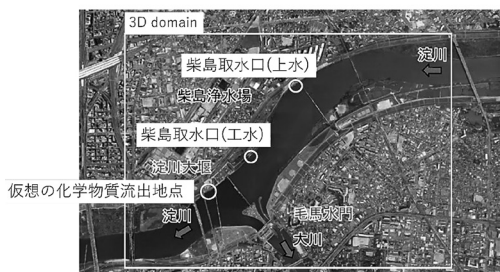 3D domain
柴島取水口(上水)
淀川
柴島浄水場
柴島取水口(工水)
淀川大堰
仮想の化学物質流出地点
淀川
毛馬水門
大川